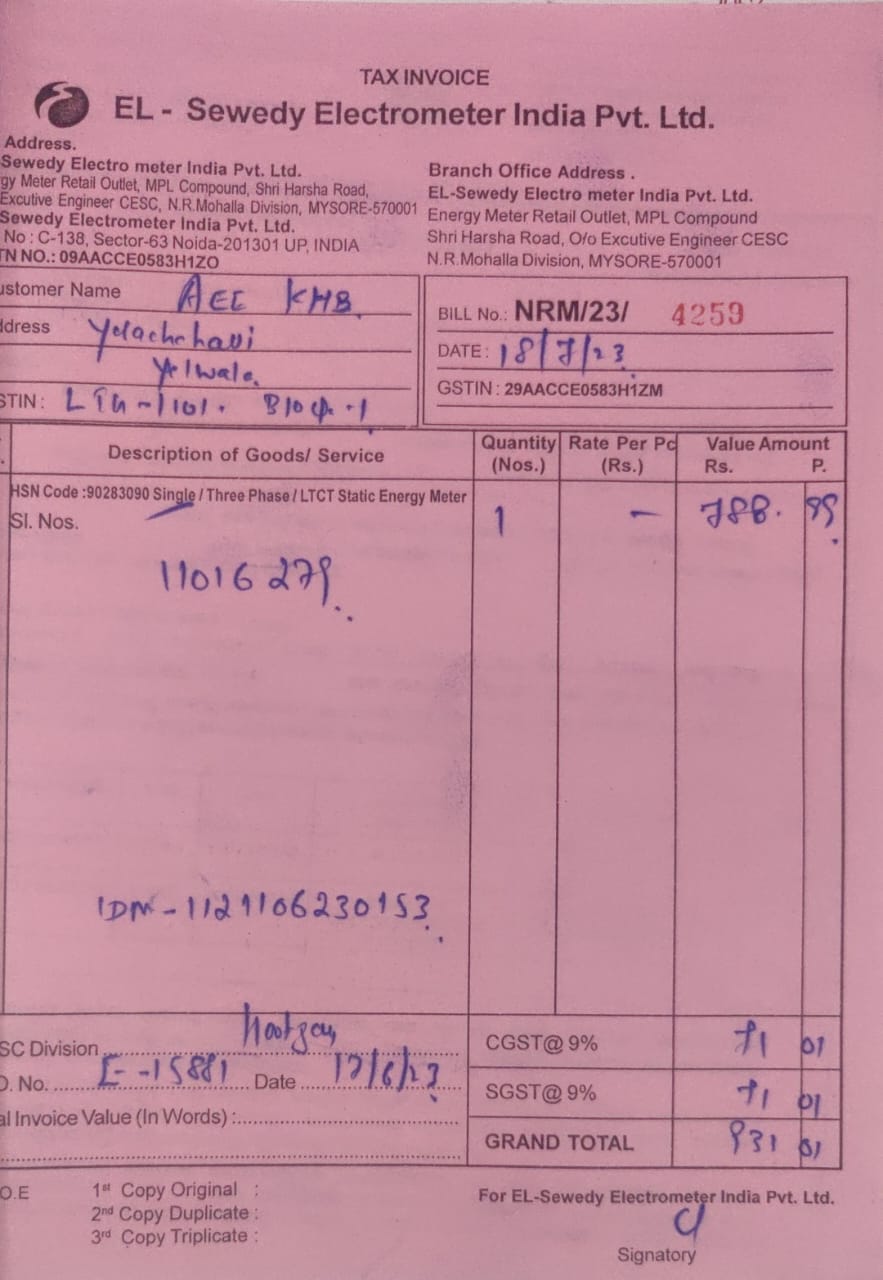 TAX INVOICE
EL - Sewedy Electrometer India Pvt. Ltd.
Address.
Sewedy Electro meter India Pvt. Ltd.
gy Meter Retail Outlet, MPL Compound, Shri Harsha Road,
Excutive Engineer CESC, N.R.Mohalla Division, MYSORE-570001
Sewedy Electrometer India Pvt. Ltd.
No : C-138, Sector-63 Noida-201301 UP, INDIA
TN NO.: 09AACCE0583H1ZO
Branch Office Address .
EL-Sewedy Electro meter India Pvt. Ltd.
Energy Meter Retail Outlet, MPL Compound
Shri Harsha Road, O/o Excutive Engineer CESC
N.R.Mohalla Division, MYSORE-570001
ustomer Name AEE KHB
ddress
Yelwala
STIN : LIG-1101. Block-1
BILL No.: NRM/23/ 4259
DATE : 18/7/23
GSTIN : 29AACCE0583H1ZM
Description of Goods/ Service Quantity (Nos.) Rate Per Pc (Rs.) Value Amount Rs. P.
HSN Code :90283090 Single / Three Phase / LTCT Static Energy Meter 1 - 788. 99
Sl. Nos.
11016279
IDM-1121106230153
SC Division
O. No. E-15881 Date 17/6/23
al Invoice Value (In Words) :
CGST@ 9% 71 01
SGST@ 9% 71 01
GRAND TOTAL 931 01
O.E 1st Copy Original :
2nd Copy Duplicate :
3rd Copy Triplicate :
For EL-Sewedy Electrometer India Pvt. Ltd.
Signatory